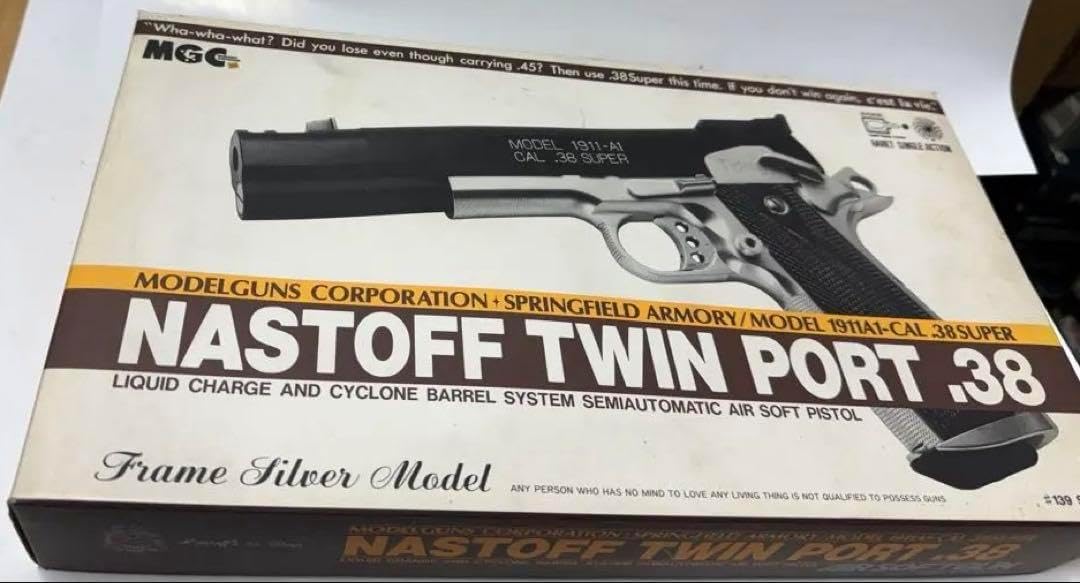 "Wha-wha-what? Did you lose even though carrying .45? Then use .38Super this time. If you don't win again, c'est la vie."
MGC
MODEL 1911-A1
CAL .38 SUPER
SINGLE ACTION
MODELGUNS CORPORATION + SPRINGFIELD ARMORY/MODEL 1911A1-CAL .38SUPER
NASTOFF TWIN PORT .38
LIQUID CHARGE AND CYCLONE BARREL SYSTEM SEMIAUTOMATIC AIR SOFT PISTOL
Frame Silver Model
ANY PERSON WHO HAS NO MIND TO LOVE ANY LIVING THING IS NOT QUALIFIED TO POSSESS GUNS
#139
MODELGUNS CORPORATION
NASTOFF TWIN PORT .38